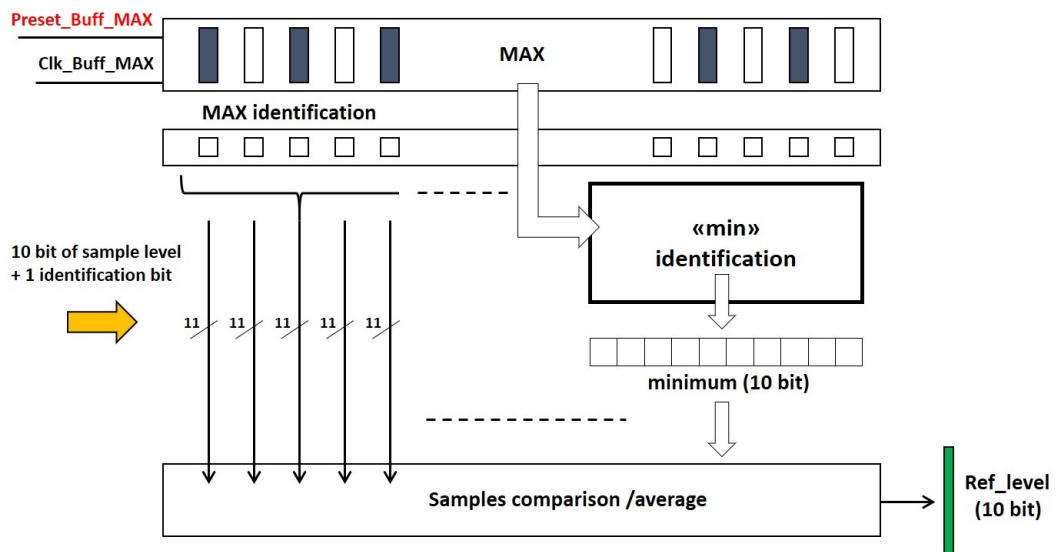 Preset_Buff_MAX
Clk_Buff_MAX
MAX
MAX identification
«min»
identification
10 bit of sample level
+ 1 identification bit
11 11 11 11 11
minimum (10 bit)
Samples comparison /average
Ref_level
(10 bit)